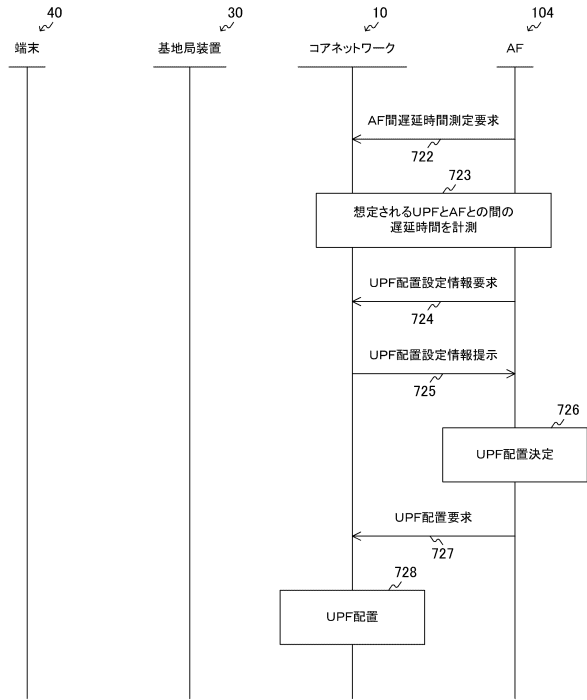 40
30
10
104
端末
基地局装置
コアネットワーク
AF
AF間遅延時間測定要求
722
723
想定されるUPFとAFとの間の
遅延時間を計測
UPF配置設定情報要求
724
UPF配置設定情報提示
725
726
UPF配置決定
UPF配置要求
727
728
UPF配置